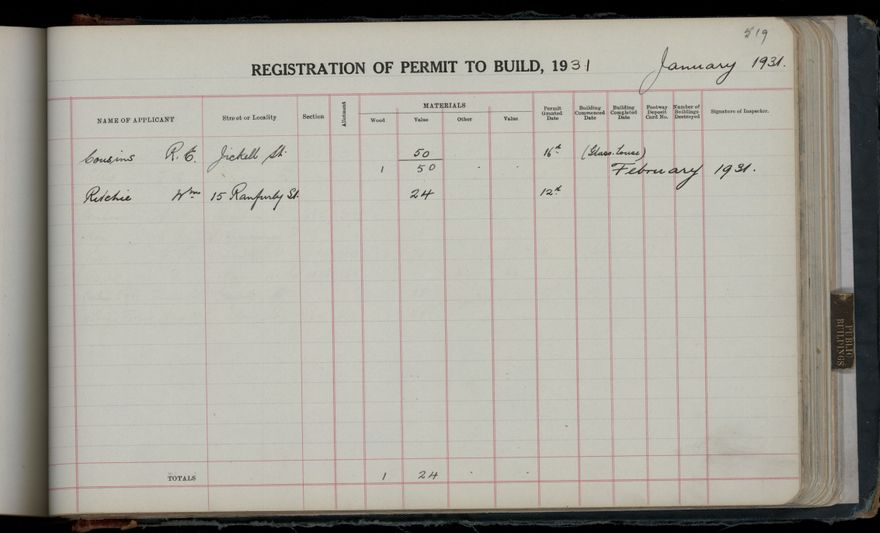 519
REGISTRATION OF PERMIT TO BUILD, 1931 January 1931.
NAME OF APPLICANT Street or Locality Section Allotment MATERIALS Wood Value Other Value Permit Granted Date Building Commenced Date Building Completed Date Footway Deposit Card No. Number of Buildings Destroyed Signature of Inspector.
Cousins R. E. Jickell St. 50 16th (Glass-house)
1 50 - - February 1931.
Ritchie Wm 15 Ranfurly St. 24 12th
TOTALS 1 24 - -
PUBLIC
BUILDINGS